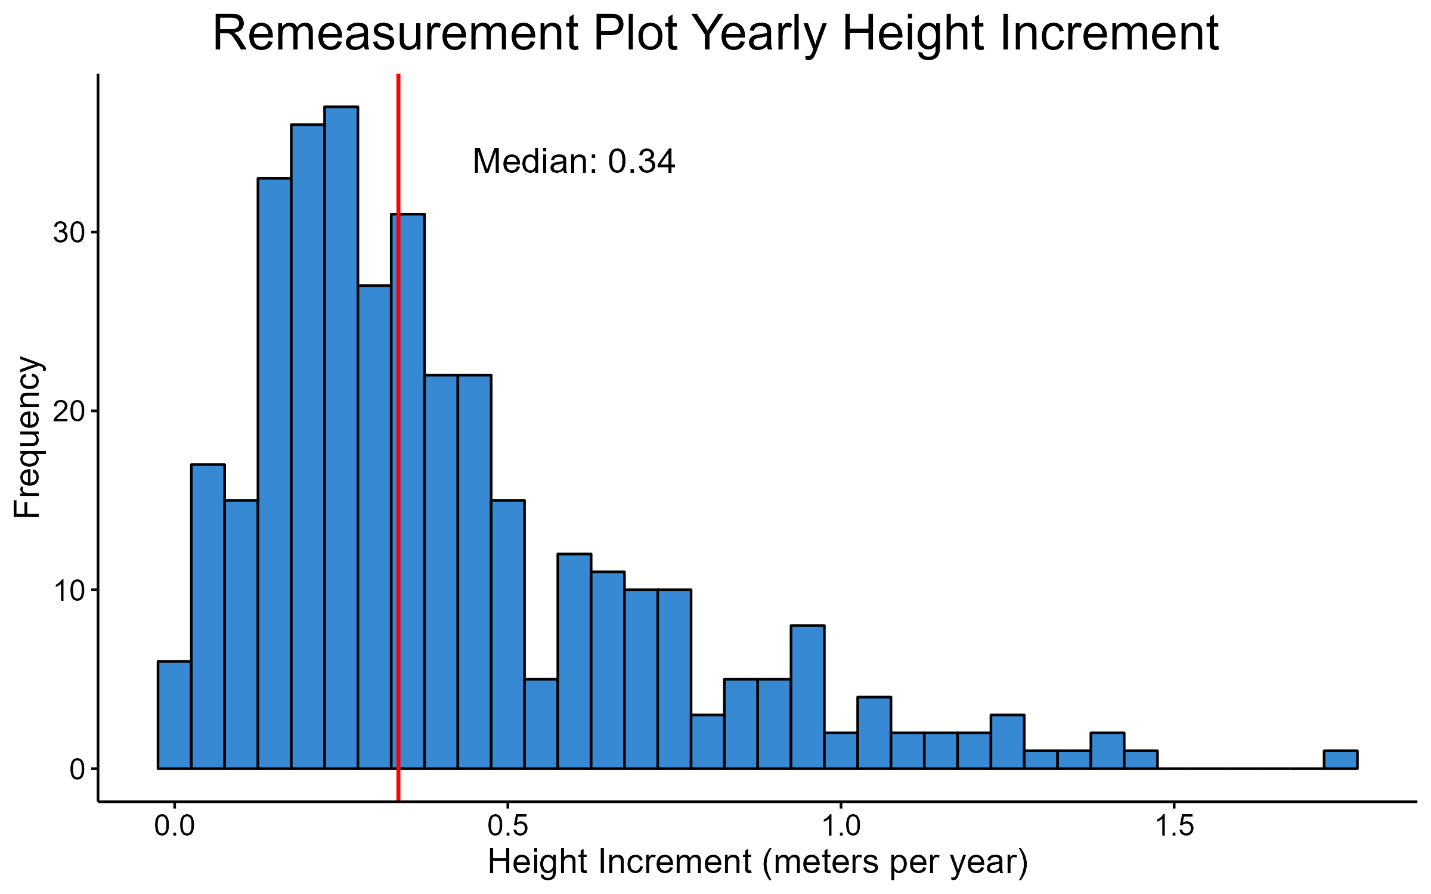 Remeasurement Plot Yearly Height Increment
Median: 0.34
30
20
10
0
Frequency
0.0 0.5 1.0 1.5
Height Increment (meters per year)